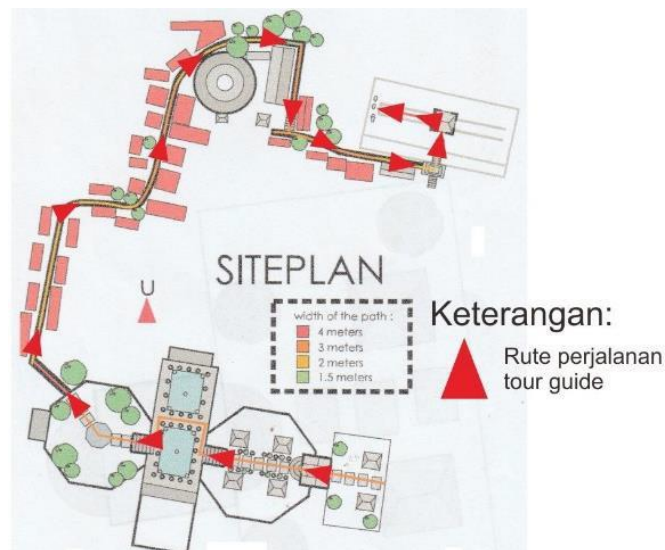 U
SITEPLAN
width of the path :
4 meters
3 meters
2 meters
1.5 meters
Keterangan:
Rute perjalanan
tour guide